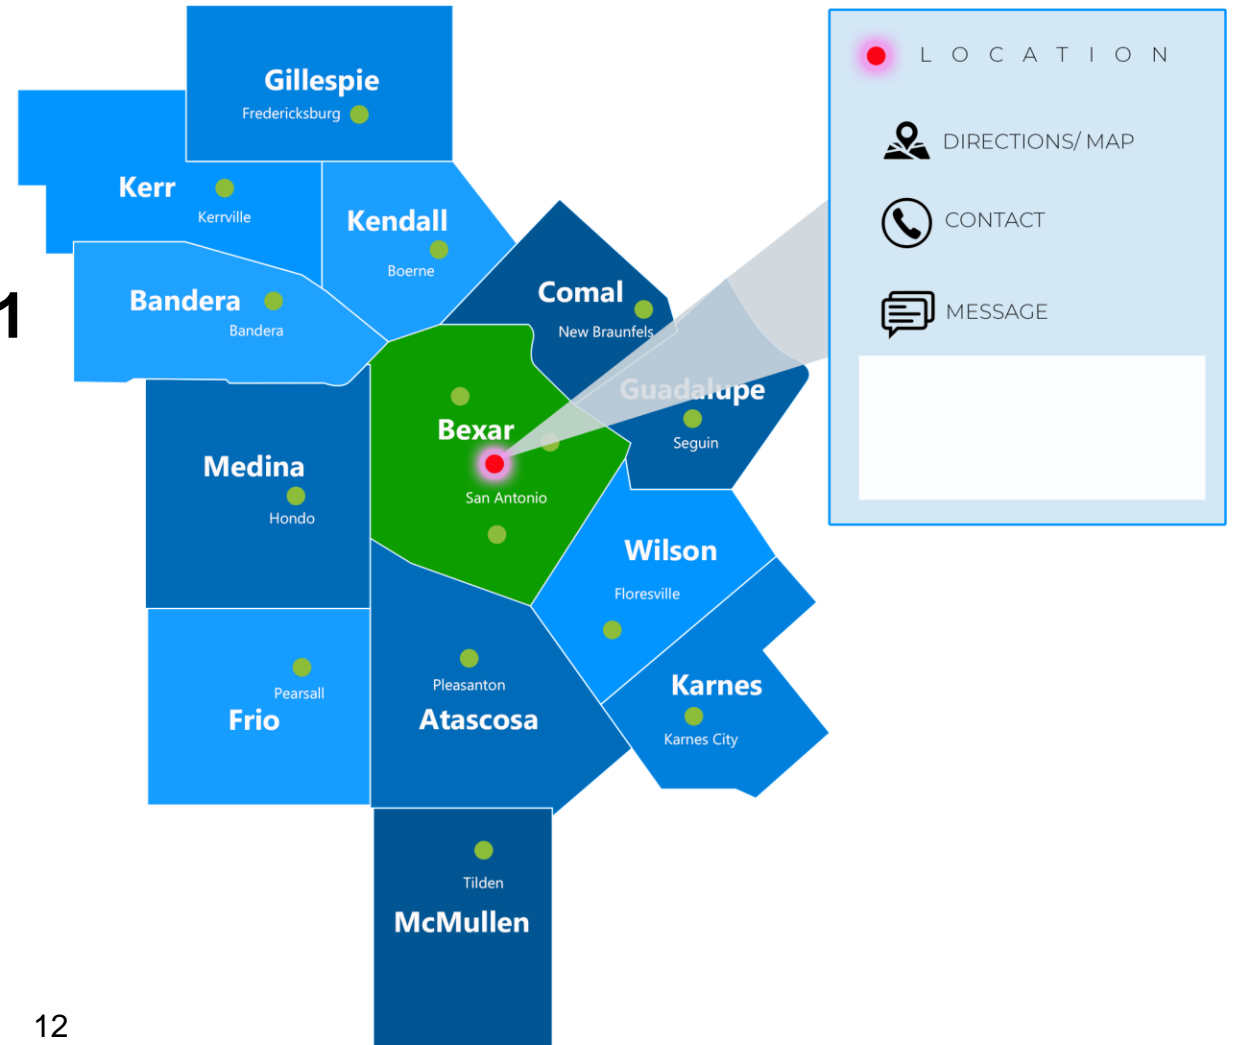 Gillespie
Fredericksburg
Kerr
Kerrville
Kendall
Boerne
Bandera
Bandera
1
Comal
New Braunfels
Guadalupe
Seguin
Bexar
San Antonio
Medina
Hondo
Wilson
Floresville
Pearsall
Frio
Pleasanton
Atascosa
Karnes
Karnes City
Tilden
McMullen
LOCATION
DIRECTIONS/ MAP
CONTACT
MESSAGE
12